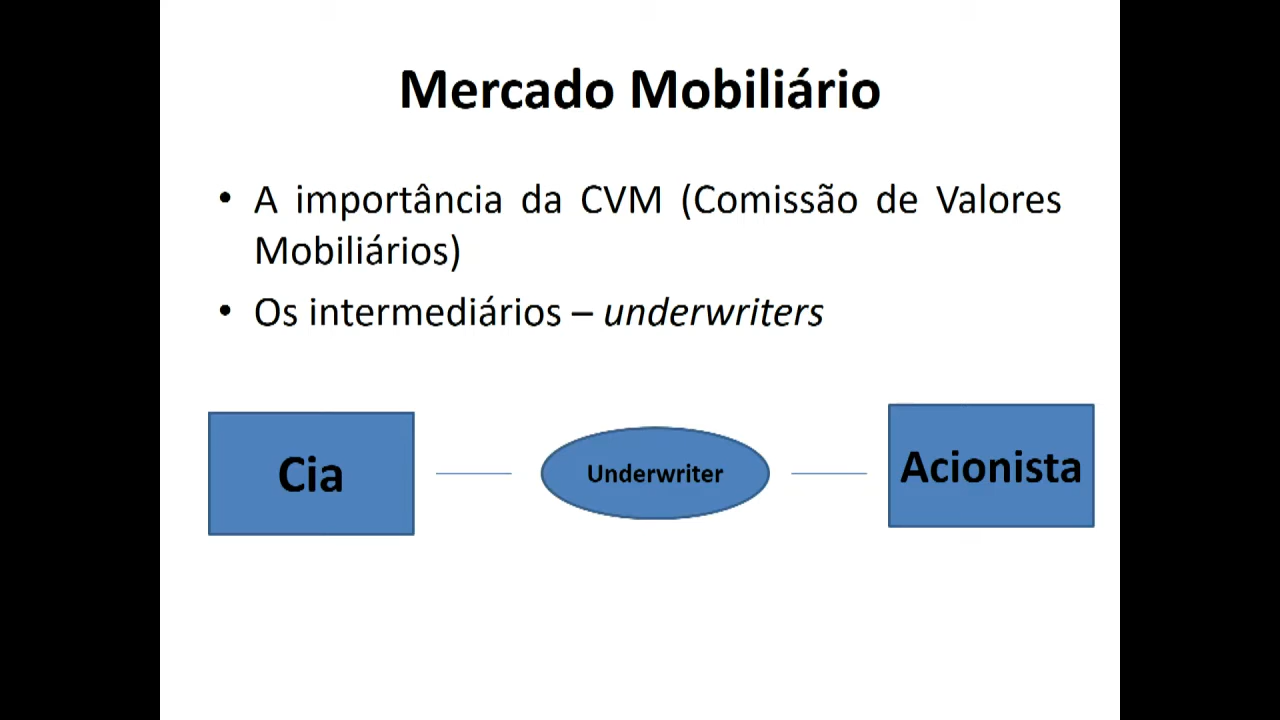 Mercado Mobiliário
• A importância da CVM (Comissão de Valores
Mobiliários)
• Os intermediários – underwriters
Cia
Underwriter
Acionista